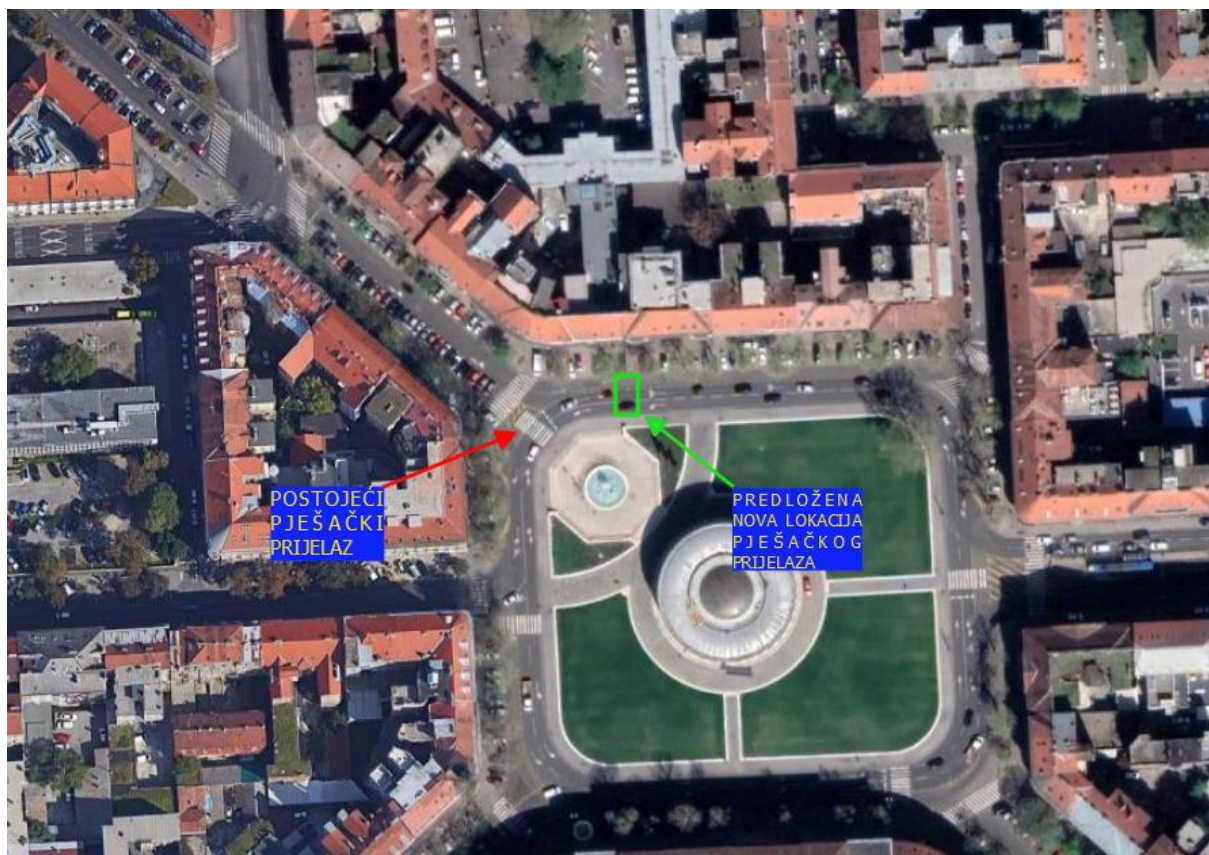 POSTOJEĆI
PJEŠAČKI
PRIJELAZ
PREDLOŽENA
NOVA LOKACIJA
PJEŠAČKOG
PRIJELAZA